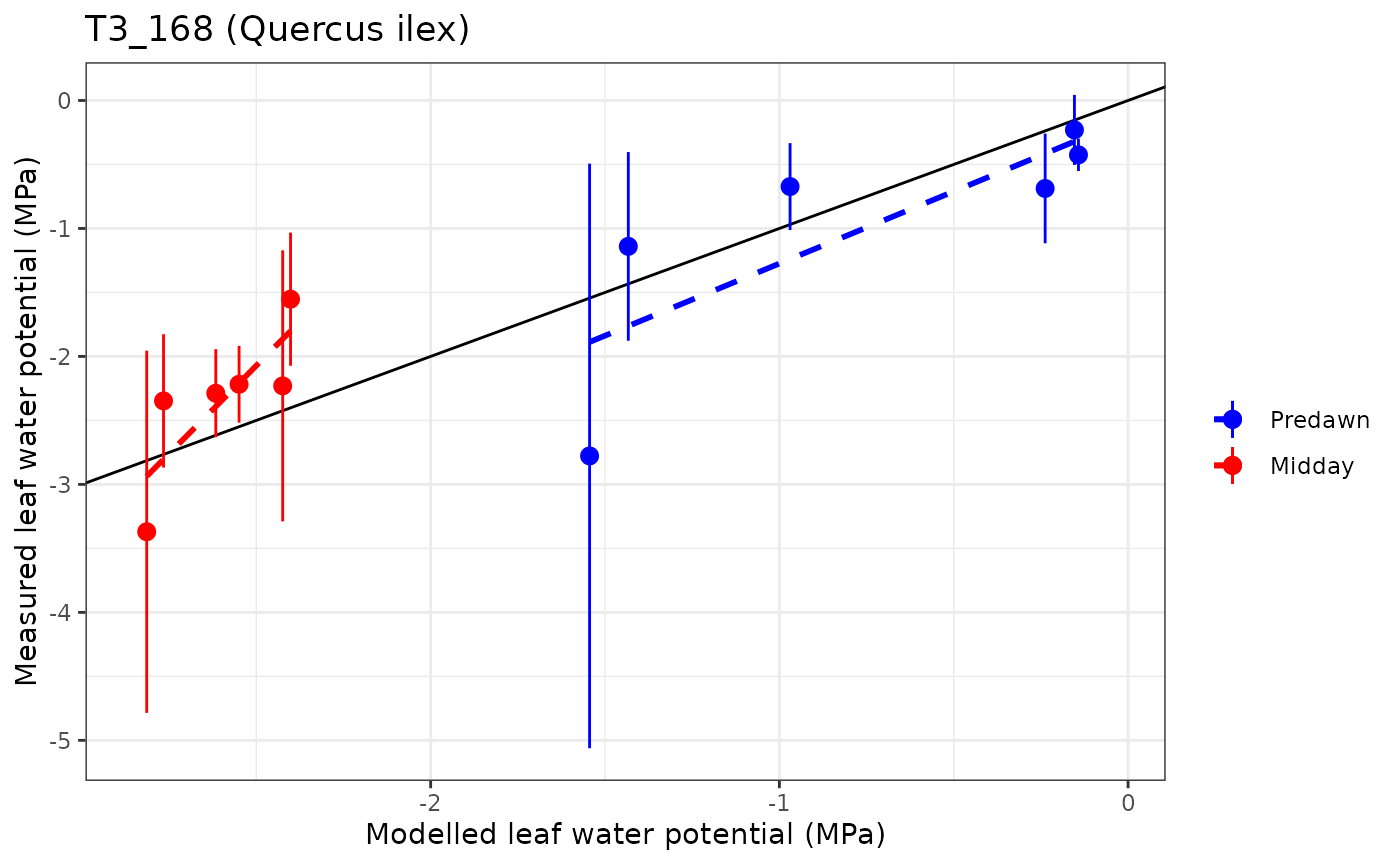 T3_168 (Quercus ilex)
Measured leaf water potential (MPa)
0
-1
-2
-3
-4
-5
-2
-1
0
Modelled leaf water potential (MPa)
Predawn
Midday